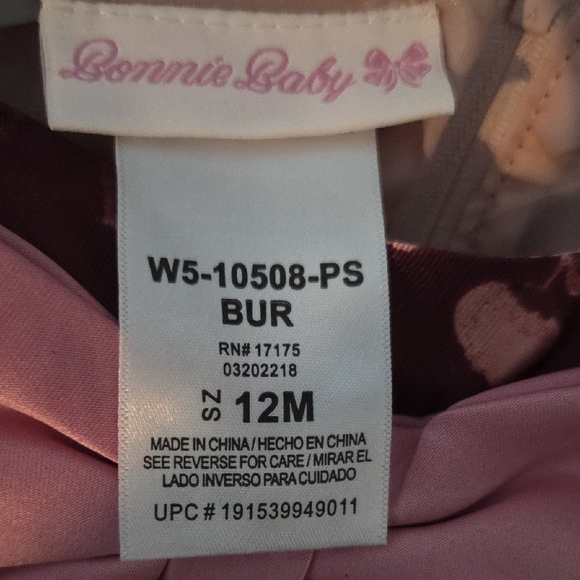 Bonnie Baby
W5-10508-PS
BUR
RN# 17175
03202218
SZ 12M
MADE IN CHINA / HECHO EN CHINA
SEE REVERSE FOR CARE / MIRAR EL
LADO INVERSO PARA CUIDADO
UPC # 191539949011